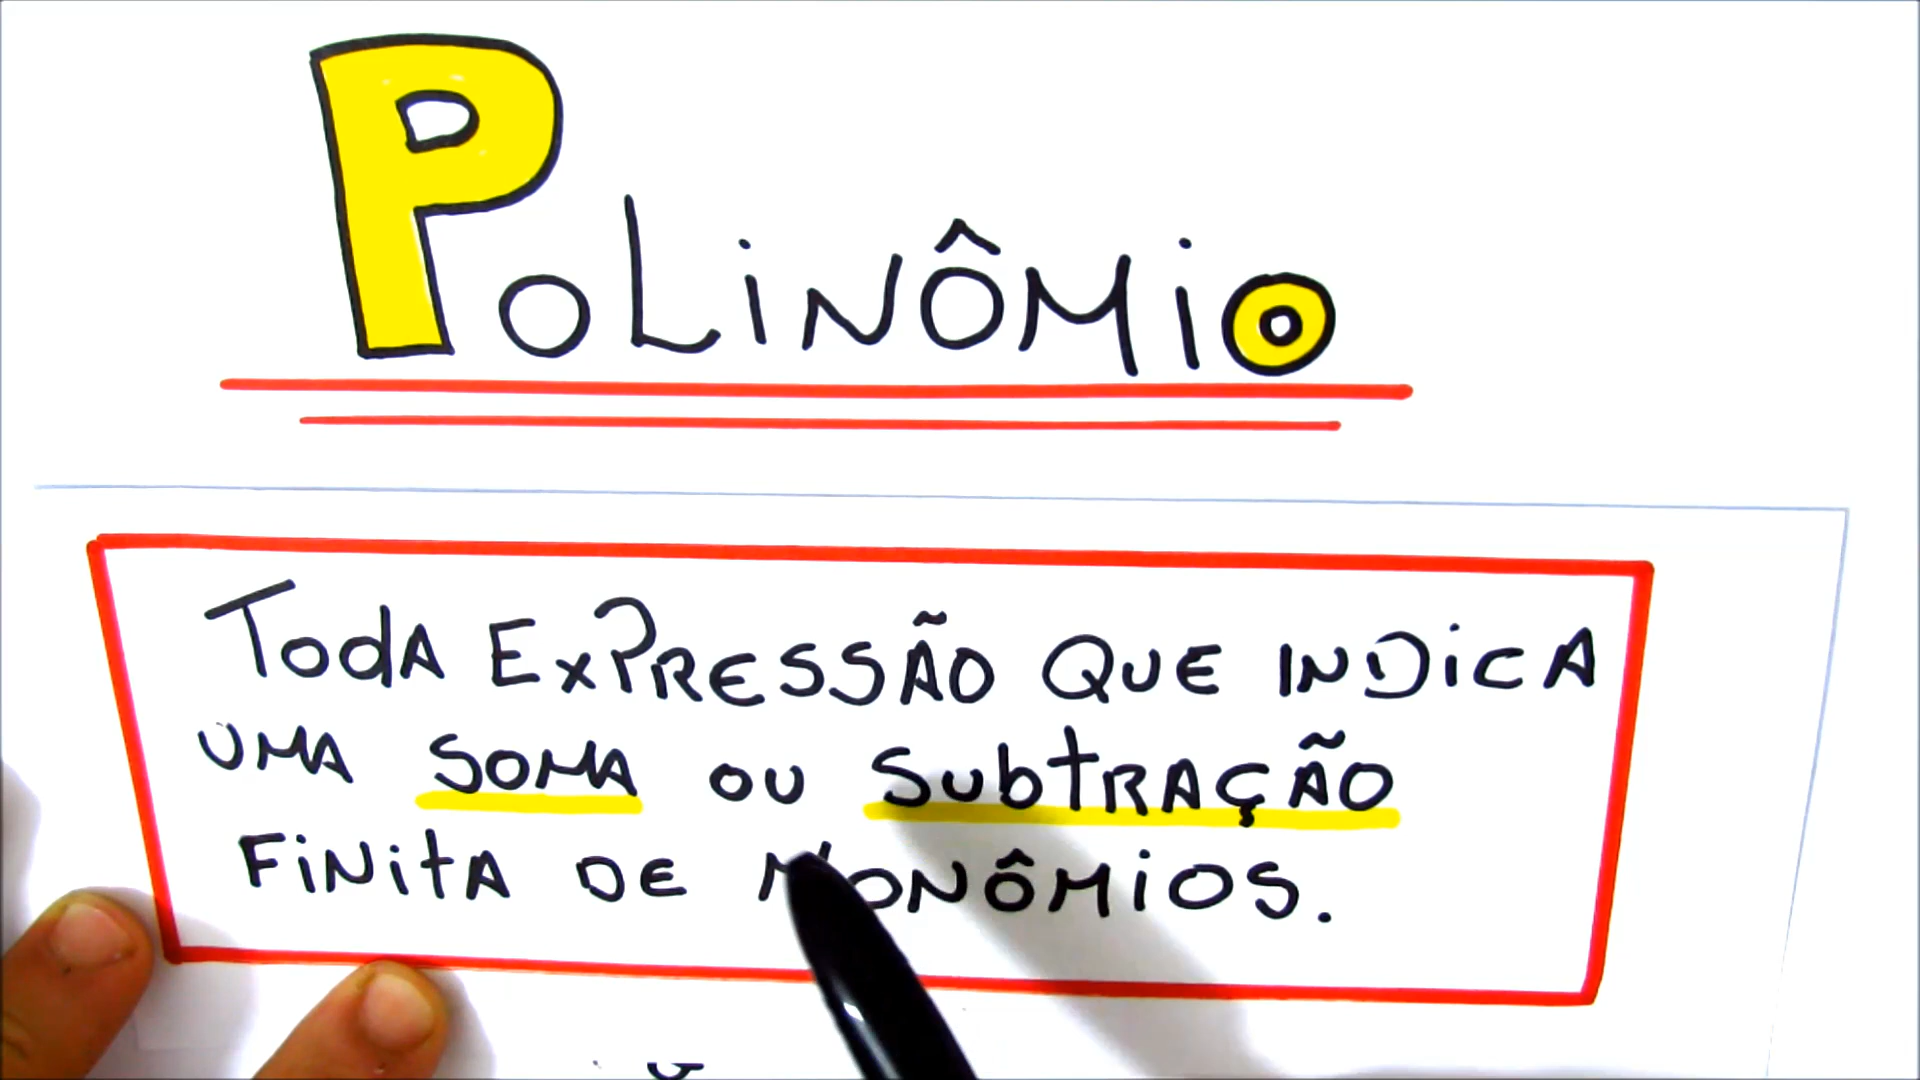 Polinômio
Toda Expressão que indica
uma soma ou subtração
finita de monômios.